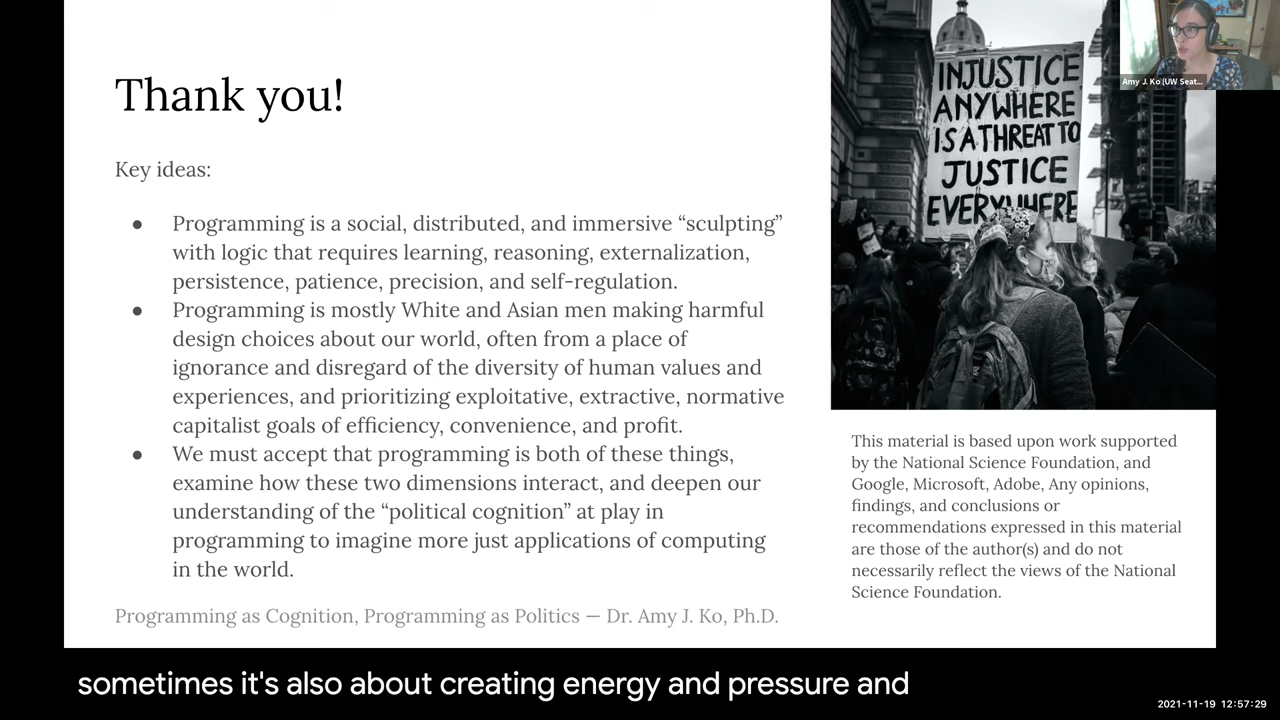 Thank you!
Key ideas:
● Programming is a social, distributed, and immersive “sculpting”
with logic that requires learning, reasoning, externalization,
persistence, patience, precision, and self-regulation.
● Programming is mostly White and Asian men making harmful
design choices about our world, often from a place of
ignorance and disregard of the diversity of human values and
experiences, and prioritizing exploitative, extractive, normative
capitalist goals of efficiency, convenience, and profit.
● We must accept that programming is both of these things,
examine how these two dimensions interact, and deepen our
understanding of the “political cognition” at play in
programming to imagine more just applications of computing
in the world.
Programming as Cognition, Programming as Politics — Dr. Amy J. Ko, Ph.D.
INJUSTICE
ANYWHERE
IS A THREAT TO
JUSTICE
EVERYWHERE
Amy J. Ko (UW Seat...
This material is based upon work supported
by the National Science Foundation, and
Google, Microsoft, Adobe, Any opinions,
findings, and conclusions or
recommendations expressed in this material
are those of the author(s) and do not
necessarily reflect the views of the National
Science Foundation.
sometimes it's also about creating energy and pressure and
2021-11-19 12:57:29